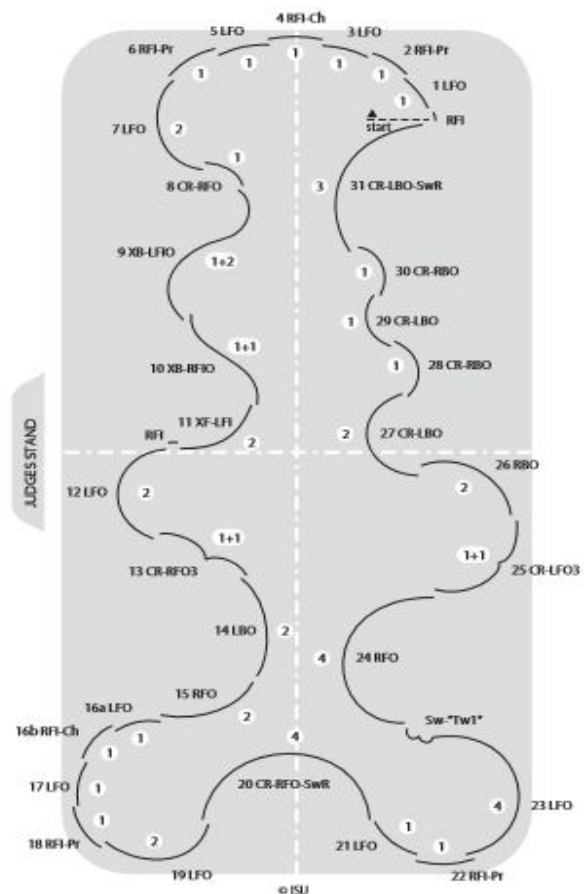 4 RFI-Ch
5 LFO
3 LFO
6 RFI-Pr
2 RFI-Pr
1
1
1
1
1
1
1
1 LFO
start
RFI
7 LFO
2
1
8 CR-RFO
3
31 CR-LBO-SwR
9 XB-LFIO
1+2
1
30 CR-RBO
1
29 CR-LBO
1+1
10 XB-RFIO
1
28 CR-RBO
11 XF-LFI
RFI
2
2
27 CR-LBO
JUDGES STAND
26 RBO
12 LFO
2
2
1+1
1+1
13 CR-RFO3
25 CR-LFO3
14 LBO
2
4
24 RFO
15 RFO
16a LFO
2
Sw-"Tw1"
16b RFI-Ch
1
1
4
17 LFO
1
20 CR-RFO-SwR
4
23 LFO
1
1
18 RFI-Pr
2
21 LFO
1
19 LFO
22 RFI-Pr
© ISU